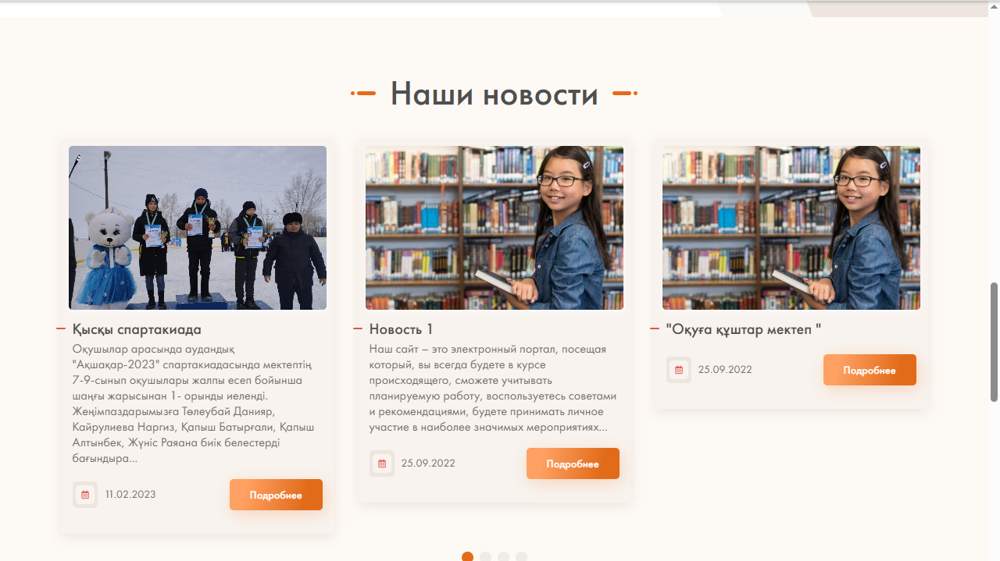 Наши новости
Қысқы спартакиада
Оқушылар арасында аудандық
"Ақшақар-2023" спартакиадасында мектептің
7-9-сынып оқушылары жалпы есеп бойынша
шаңғы жарысынан 1- орынды иеленді.
Жеңімпаздарымызға Төлеубай Данияр,
Кайрулиева Наргиз, Қапыш Батырғали, Қапыш
Алтынбек, Жүніс Раяана биік белестерді
бағындыра...
11.02.2023
Подробнее
Новость 1
Наш сайт – это электронный портал, посещая
который, вы всегда будете в курсе
происходящего, сможете учитывать
планируемую работу, воспользуетесь советами
и рекомендациями, будете принимать личное
участие в наиболее значимых мероприятиях...
25.09.2022
Подробнее
"Оқуға құштар мектеп "
25.09.2022
Подробнее